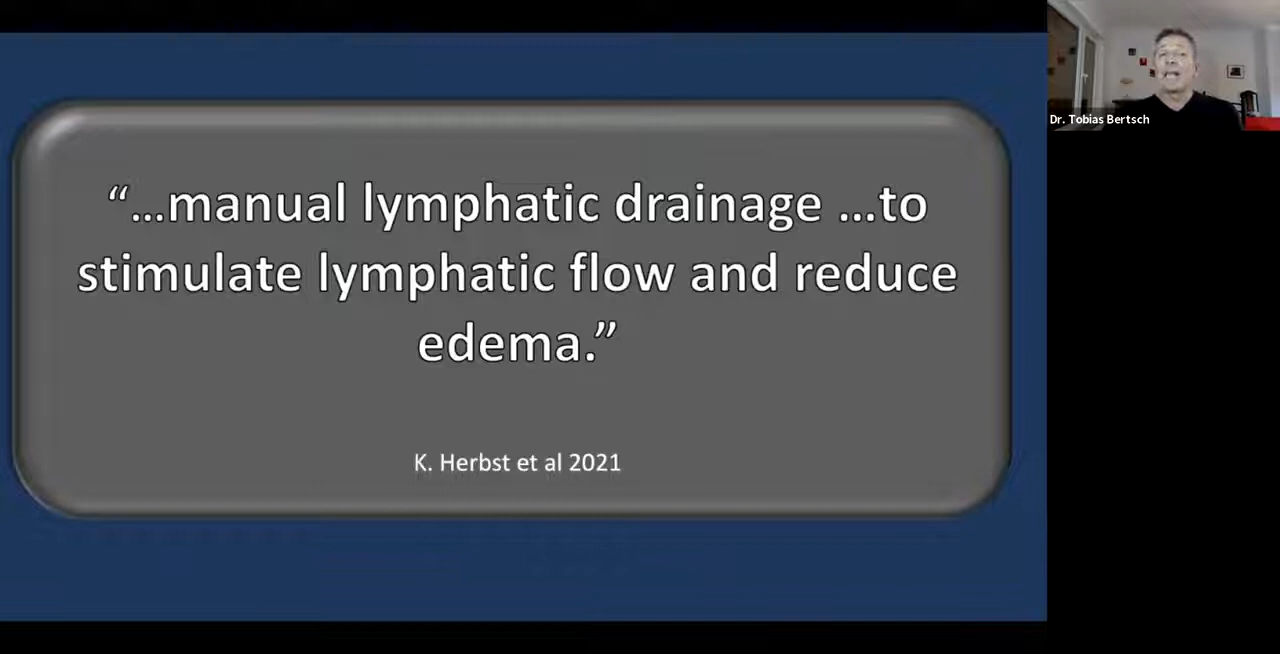 “...manual lymphatic drainage ...to
stimulate lymphatic flow and reduce
edema.”
K. Herbst et al 2021
Dr. Tobias Bertsch